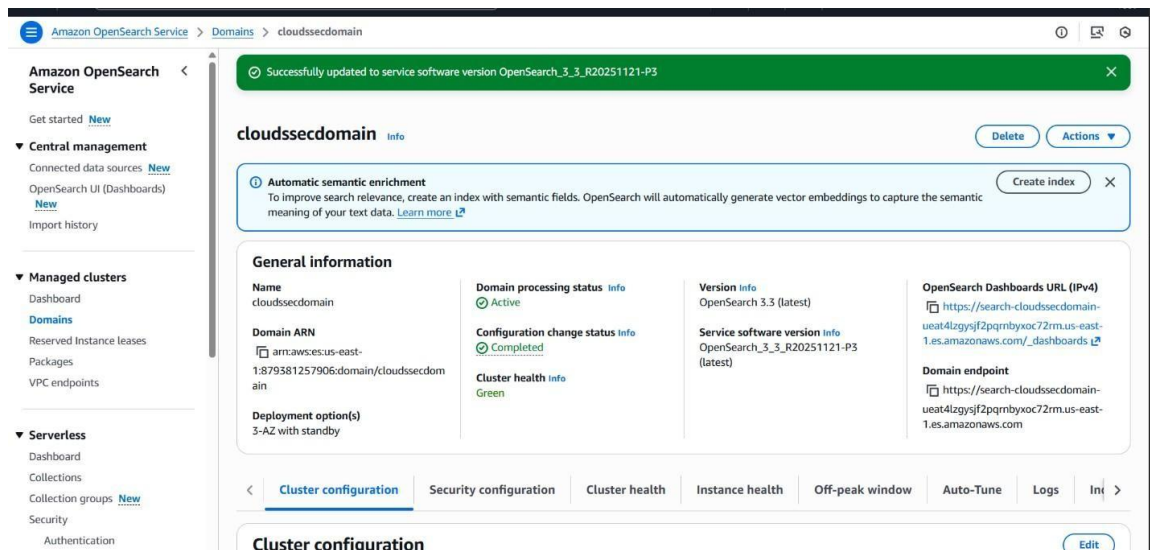 Amazon OpenSearch Service > Domains > cloudssecdomain
Amazon OpenSearch
Service
Get started New
Central management
Connected data sources New
OpenSearch UI (Dashboards)
New
Import history
Managed clusters
Dashboard
Domains
Reserved Instance leases
Packages
VPC endpoints
Serverless
Dashboard
Collections
Collection groups New
Security
Authentication
Successfully updated to service software version OpenSearch_3_3_R20251121-P3
cloudssecdomain Info
Delete
Actions
Automatic semantic enrichment
To improve search relevance, create an index with semantic fields. OpenSearch will automatically generate vector embeddings to capture the semantic
meaning of your text data. Learn more
Create index
General information
Name
cloudssecdomain
Domain ARN
arn:aws:es:us-east-
1:879381257906:domain/cloudssecdom
ain
Deployment option(s)
3-AZ with standby
Domain processing status Info
Active
Configuration change status Info
Completed
Cluster health Info
Green
Version Info
OpenSearch 3.3 (latest)
Service software version Info
OpenSearch_3_3_R20251121-P3
(latest)
OpenSearch Dashboards URL (IPv4)
https://search-cloudssecdomain-
ueat4lzgysjf2pqrnbyxoc72rm.us-east-
1.es.amazonaws.com/_dashboards
Domain endpoint
https://search-cloudssecdomain-
ueat4lzgysjf2pqrnbyxoc72rm.us-east-
1.es.amazonaws.com
Cluster configuration
Security configuration
Cluster health
Instance health
Off-peak window
Auto-Tune
Logs
Cluster configuration
Edit